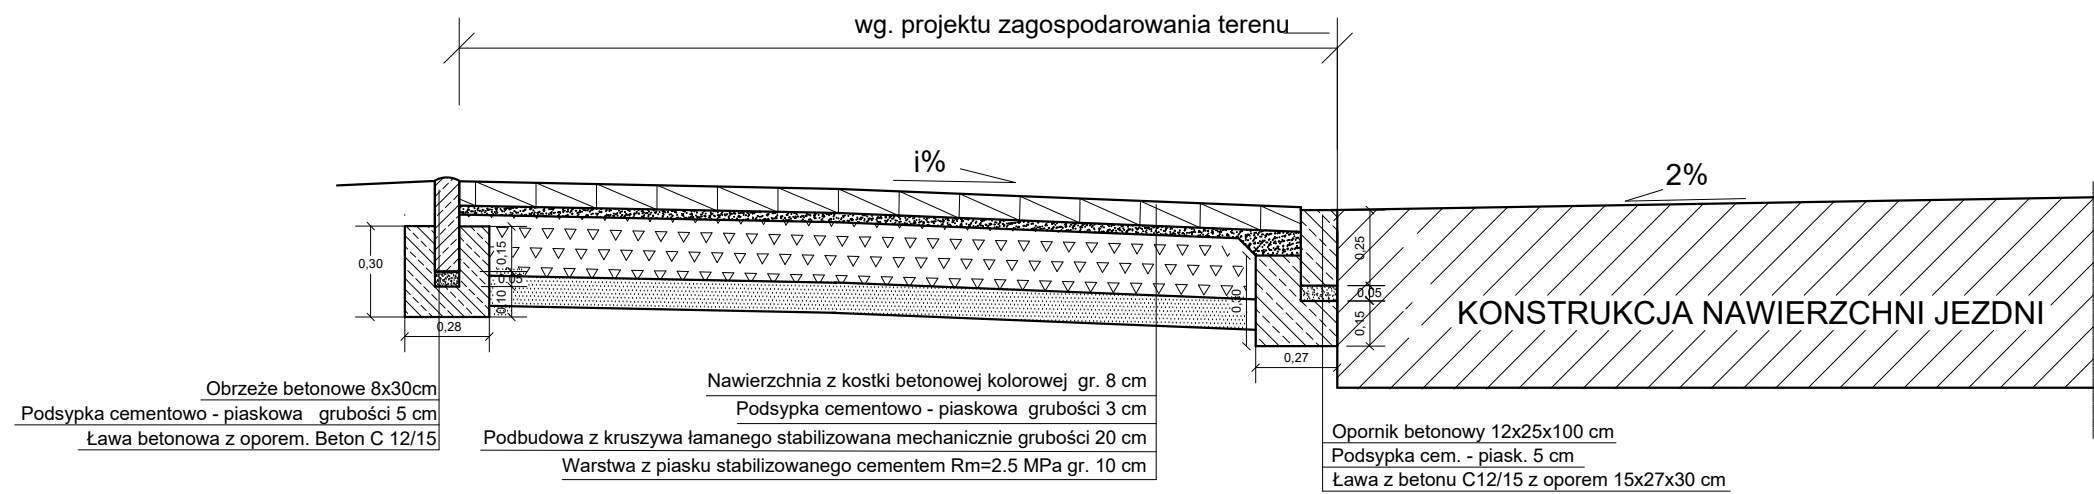 wg. projektu zagospodarowania terenu
i%
2%
0,30
0,15
0,05
0,10
0,28
0,30
0,27
0,25
0,05
0,15
KONSTRUKCJA NAWIERZCHNI JEZDNI
Obrzeże betonowe 8x30cm
Podsypka cementowo - piaskowa grubości 5 cm
Ława betonowa z oporem. Beton C 12/15
Nawierzchnia z kostki betonowej kolorowej gr. 8 cm
Podsypka cementowo - piaskowa grubości 3 cm
Podbudowa z kruszywa łamanego stabilizowana mechanicznie grubości 20 cm
Warstwa z piasku stabilizowanego cementem Rm=2.5 MPa gr. 10 cm
Opornik betonowy 12x25x100 cm
Podsypka cem. - piask. 5 cm
Ława z betonu C12/15 z oporem 15x27x30 cm